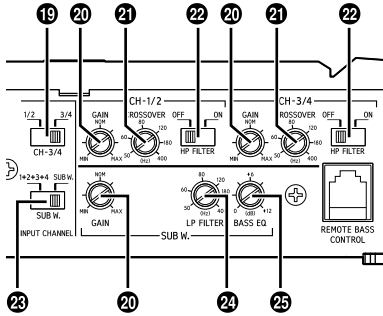 19 20 21 22 20 21 22
CH-1/2 CH-3/4
1/2 3/4
CH-3/4
GAIN
NOM
MIN MAX
CROSSOVER
50 60 80 120 180 400
(Hz)
OFF ON
HP FILTER
GAIN
NOM
MIN MAX
CROSSOVER
50 60 80 120 180 400
(Hz)
OFF ON
HP FILTER
1+2+3+4 SUB W.
SUB W.
INPUT CHANNEL
NOM
MIN MAX
GAIN
80 120 60 180 50 40
(Hz)
LP FILTER
+6
0 +12
(dB)
BASS EQ
SUB W.
REMOTE BASS
CONTROL
23 20 24 25